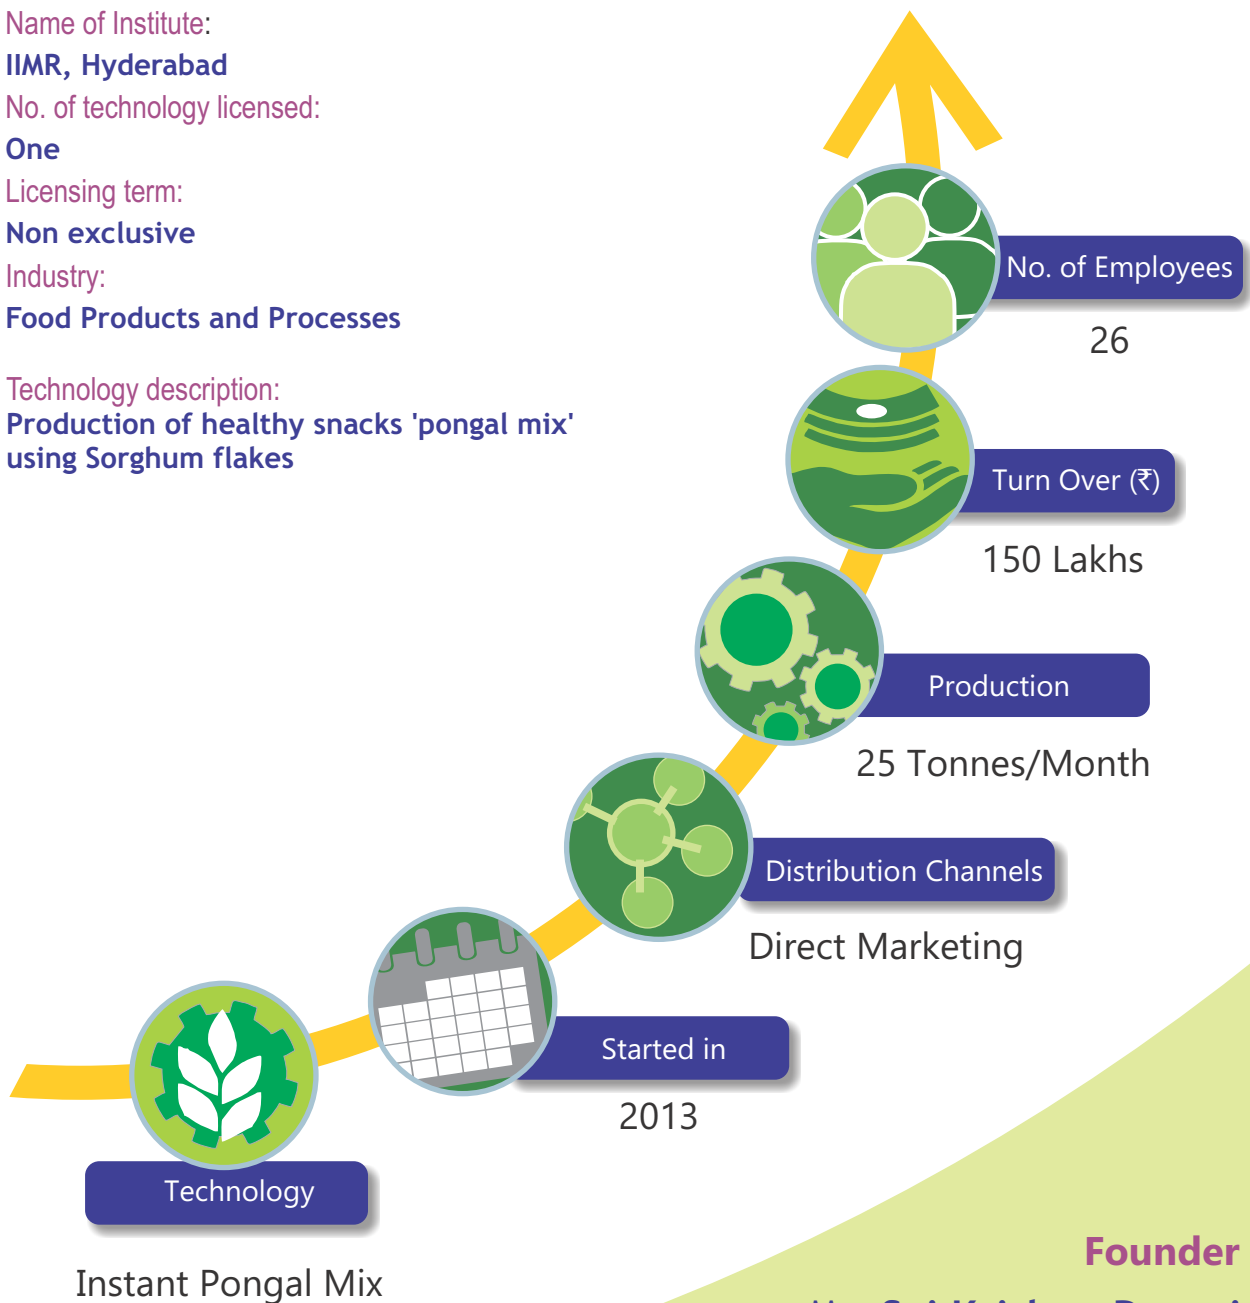 Name of Institute:
IIMR, Hyderabad
No. of technology licensed:
One
Licensing term:
Non exclusive
Industry:
Food Products and Processes
Technology description:
Production of healthy snacks 'pongal mix'
using Sorghum flakes
No. of Employees
26
Turn Over (₹)
150 Lakhs
Production
25 Tonnes/Month
Distribution Channels
Direct Marketing
Started in
2013
Technology
Instant Pongal Mix
Founder